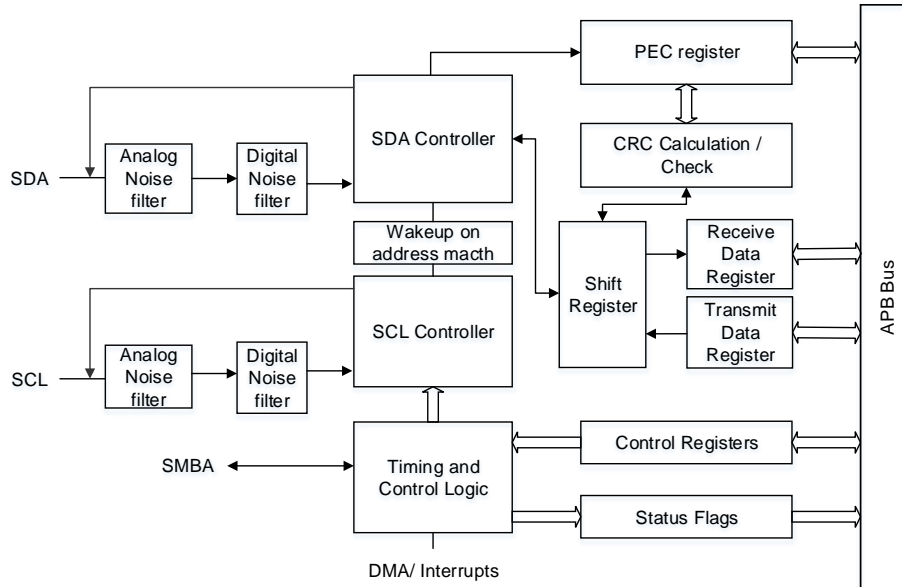 PEC register
SDA Controller
CRC Calculation /
Check
SDA
Analog
Noise
filter
Digital
Noise
filter
Wakeup on
address macth
Shift
Register
Receive
Data
Register
Transmit
Data
Register
APB Bus
SCL Controller
SCL
Analog
Noise
filter
Digital
Noise
filter
SMBA
Timing and
Control Logic
Control Registers
Status Flags
DMA/ Interrupts